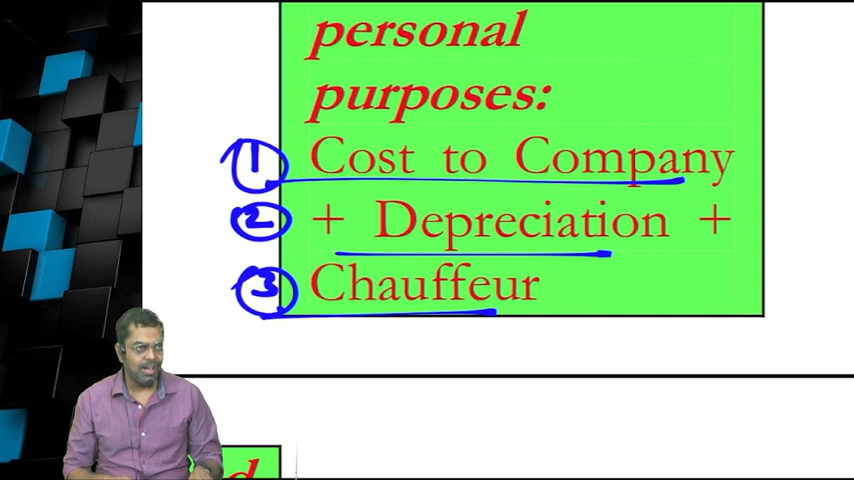 personal
purposes:
1 Cost to Company
2 + Depreciation +
3 Chauffeur
d